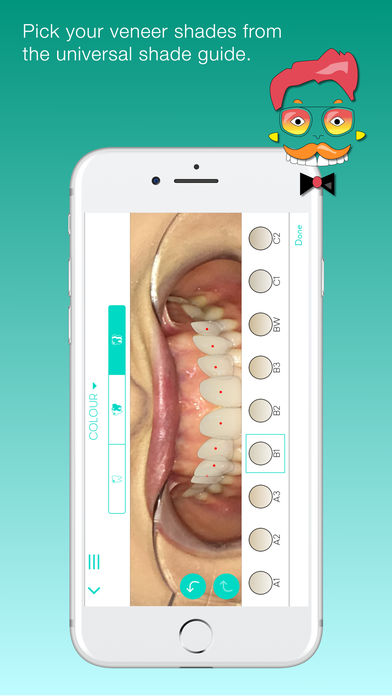 Pick your veneer shades from
the universal shade guide.
COLOUR
A1
A2
A3
B1
B2
B3
BW
C1
C2
Done